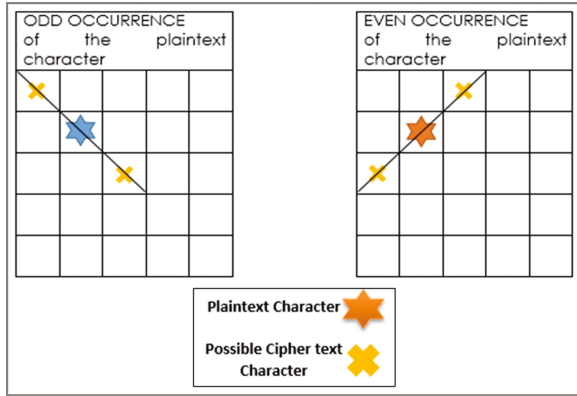 ODD OCCURRENCE
of the plaintext
character
EVEN OCCURRENCE
of the plaintext
character
Plaintext Character
Possible Cipher text
Character